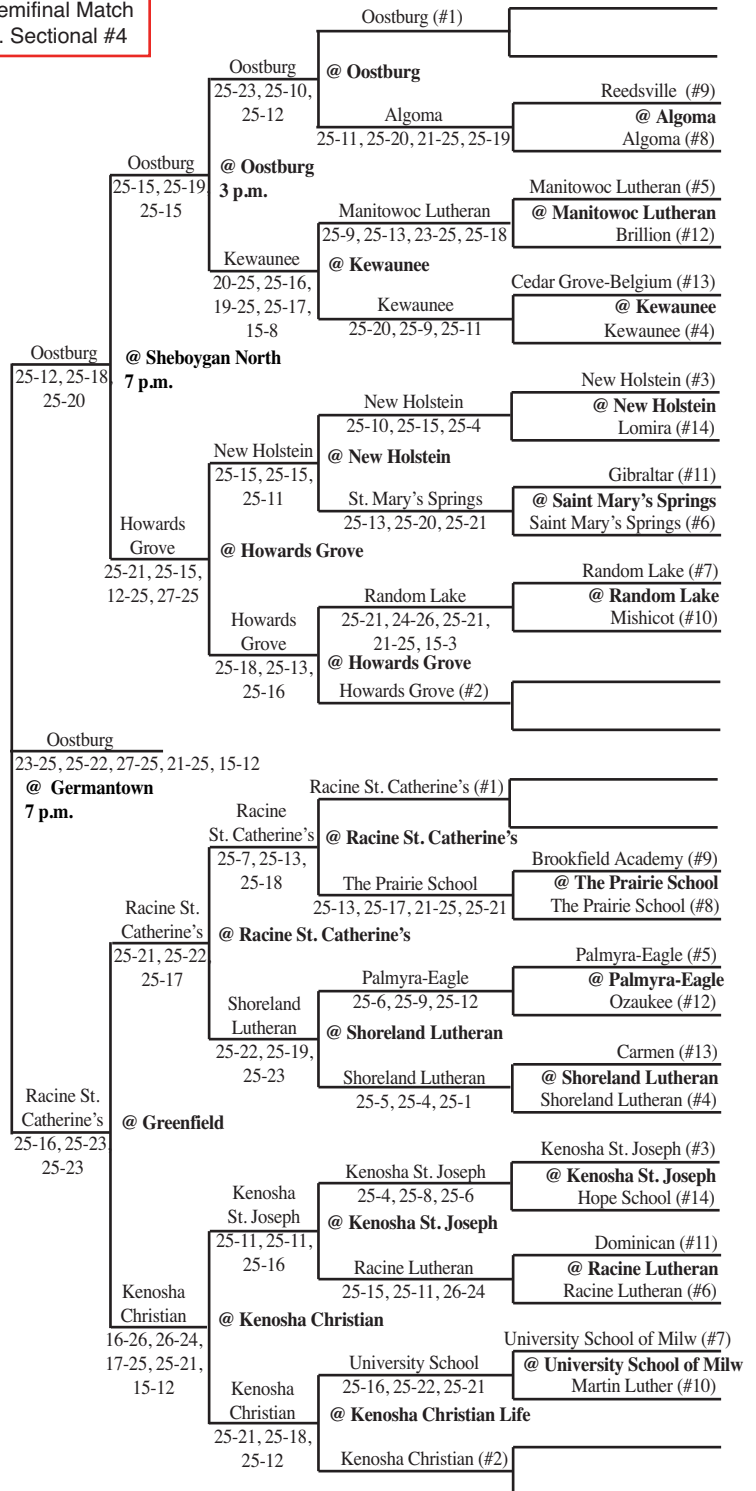 emifinal Match
. Sectional #4
Oostburg (#1)
Oostburg
@ Oostburg
25-23, 25-10,
25-12
Reedsville (#9)
@ Algoma
Algoma (#8)
Algoma
25-11, 25-20, 21-25, 25-19
Oostburg
25-15, 25-19,
25-15
@ Oostburg
3 p.m.
Manitowoc Lutheran (#5)
@ Manitowoc Lutheran
Brillion (#12)
Manitowoc Lutheran
25-9, 25-13, 23-25, 25-18
Kewaunee
20-25, 25-16,
19-25, 25-17,
15-8
@ Kewaunee
Cedar Grove-Belgium (#13)
@ Kewaunee
Kewaunee (#4)
Kewaunee
25-20, 25-9, 25-11
Oostburg
25-12, 25-18,
25-20
@ Sheboygan North
7 p.m.
New Holstein (#3)
@ New Holstein
Lomira (#14)
New Holstein
25-10, 25-15, 25-4
New Holstein
25-15, 25-15,
25-11
@ New Holstein
Gibraltar (#11)
@ Saint Mary's Springs
Saint Mary's Springs (#6)
St. Mary's Springs
25-13, 25-20, 25-21
Howards
Grove
25-21, 25-15,
12-25, 27-25
@ Howards Grove
Random Lake (#7)
@ Random Lake
Mishicot (#10)
Random Lake
25-21, 24-26, 25-21,
21-25, 15-3
Howards
Grove
25-18, 25-13,
25-16
@ Howards Grove
Howards Grove (#2)
Oostburg
23-25, 25-22, 27-25, 21-25, 15-12
@ Germantown
7 p.m.
Racine St. Catherine's (#1)
Racine
St. Catherine's
25-7, 25-13,
25-18
@ Racine St. Catherine's
Brookfield Academy (#9)
@ The Prairie School
The Prairie School (#8)
The Prairie School
25-13, 25-17, 21-25, 25-21
Racine St.
Catherine's
25-21, 25-22,
25-17
@ Racine St. Catherine's
Palmyra-Eagle (#5)
@ Palmyra-Eagle
Ozaukee (#12)
Palmyra-Eagle
25-6, 25-9, 25-12
Shoreland
Lutheran
25-22, 25-19,
25-23
@ Shoreland Lutheran
Carmen (#13)
@ Shoreland Lutheran
Shoreland Lutheran (#4)
Shoreland Lutheran
25-5, 25-4, 25-1
Racine St.
Catherine's
25-16, 25-23,
25-23
@ Greenfield
Kenosha St. Joseph (#3)
@ Kenosha St. Joseph
Hope School (#14)
Kenosha St. Joseph
25-4, 25-8, 25-6
Kenosha
St. Joseph
25-11, 25-11,
25-16
@ Kenosha St. Joseph
Dominican (#11)
@ Racine Lutheran
Racine Lutheran (#6)
Racine Lutheran
25-15, 25-11, 26-24
Kenosha
Christian
16-26, 26-24,
17-25, 25-21,
15-12
@ Kenosha Christian
University School of Milw (#7)
@ University School of Milw
Martin Luther (#10)
University School
25-16, 25-22, 25-21
Kenosha
Christian
25-21, 25-18,
25-12
@ Kenosha Christian Life
Kenosha Christian (#2)